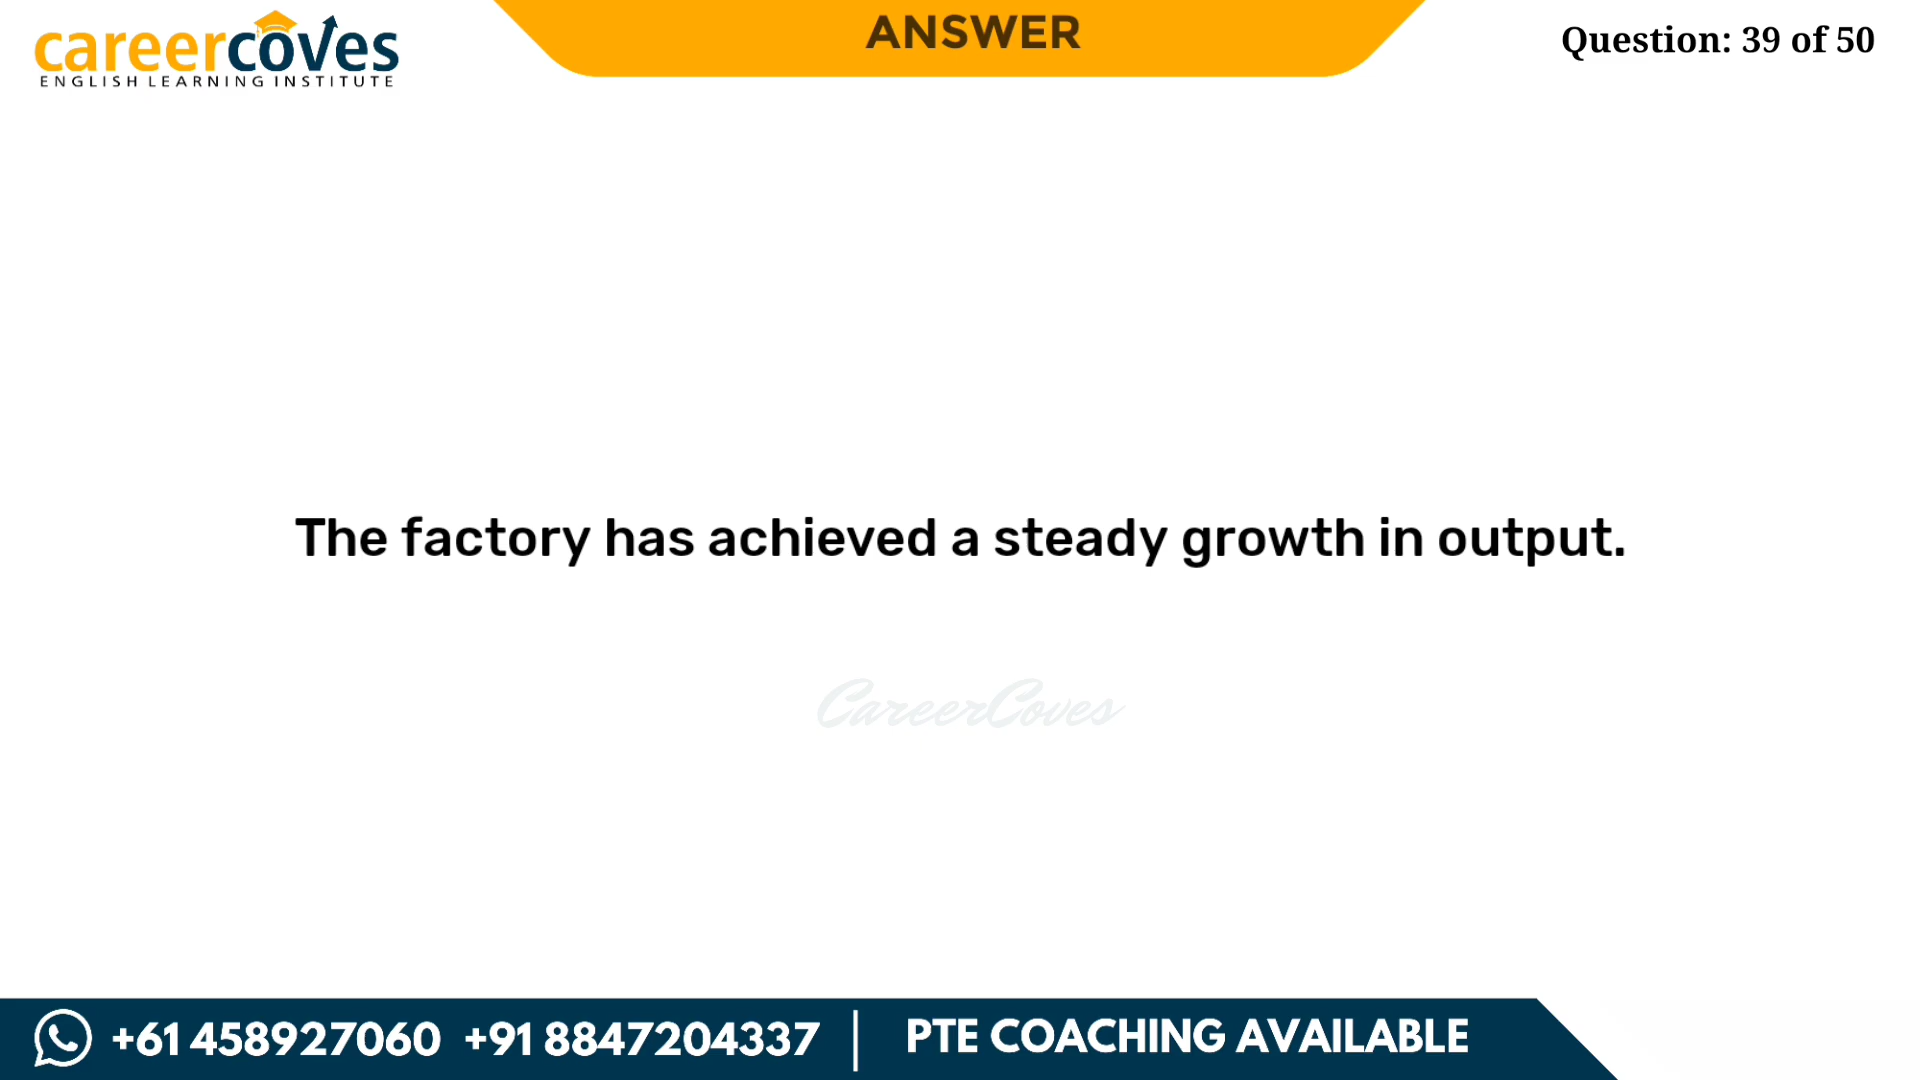 careercoves
ENGLISH LEARNING INSTITUTE
ANSWER
Question: 39 of 50
The factory has achieved a steady growth in output.
CareerCoves
+61 458927060 +91 8847204337 | PTE COACHING AVAILABLE